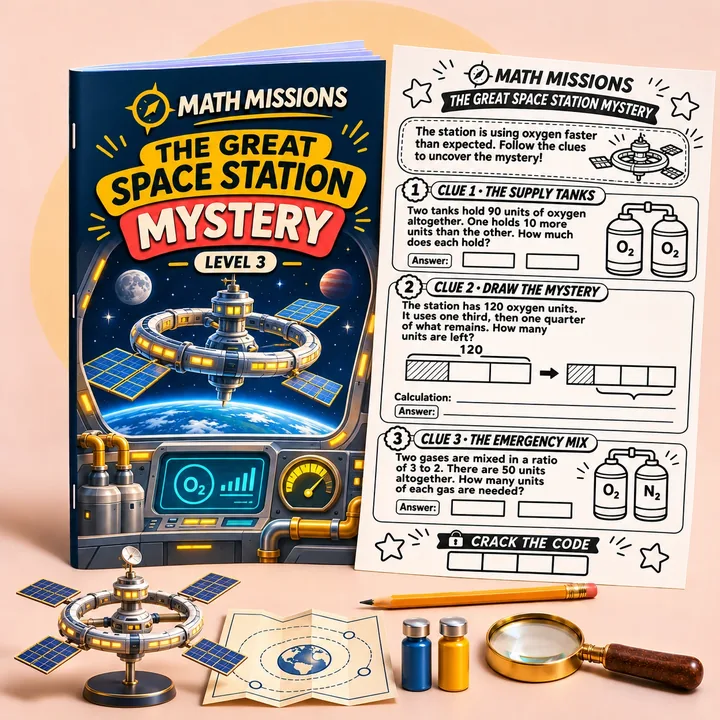 MATH MISSIONS
THE GREAT
SPACE STATION
MYSTERY
LEVEL 3
O₂
MATH MISSIONS
THE GREAT SPACE STATION MYSTERY
The station is using oxygen faster
than expected. Follow the clues
to uncover the mystery!
1 CLUE 1 • THE SUPPLY TANKS
Two tanks hold 90 units of oxygen
altogether. One holds 10 more
units than the other. How much
does each hold?
Answer:
O₂ O₂
2 CLUE 2 • DRAW THE MYSTERY
The station has 120 oxygen units.
It uses one third, then one quarter
of what remains. How many
units are left?
120
Calculation:
Answer:
3 CLUE 3 • THE EMERGENCY MIX
Two gases are mixed in a ratio
of 3 to 2. There are 50 units
altogether. How many units
of each gas are needed?
Answer:
O₂ N₂
CRACK THE CODE